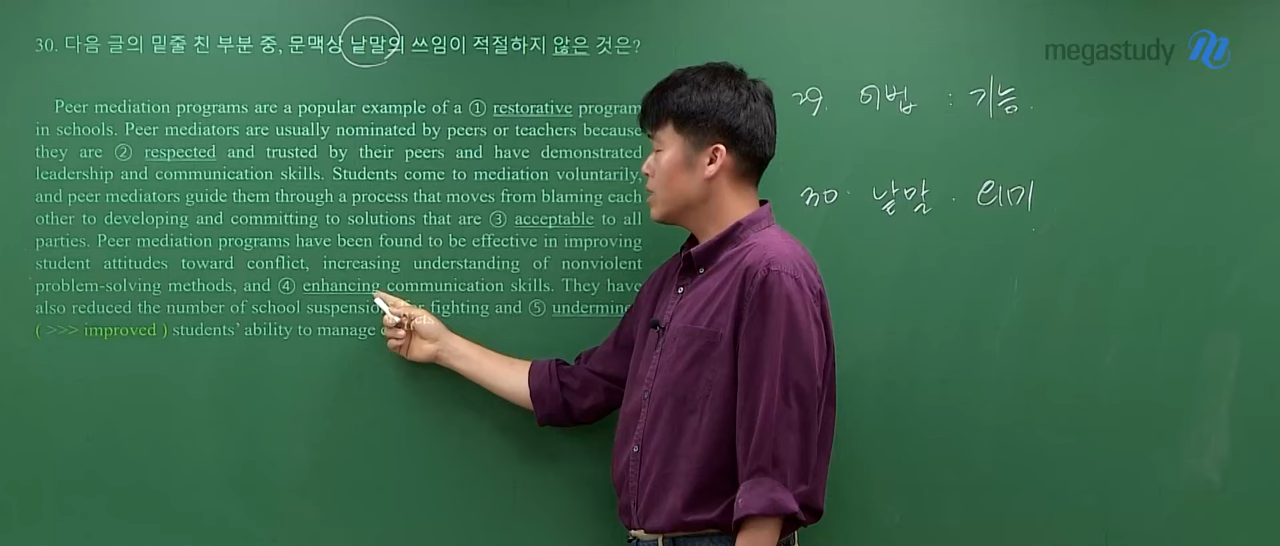 30. 다음 글의 밑줄 친 부분 중, 문맥상 낱말의 쓰임이 적절하지 않은 것은?
Peer mediation programs are a popular example of a ① restorative program
in schools. Peer mediators are usually nominated by peers or teachers because
they are ② respected and trusted by their peers and have demonstrated
leadership and communication skills. Students come to mediation voluntarily,
and peer mediators guide them through a process that moves from blaming each
other to developing and committing to solutions that are ③ acceptable to all
parties. Peer mediation programs have been found to be effective in improving
student attitudes toward conflict, increasing understanding of nonviolent
problem-solving methods, and ④ enhancing communication skills. They have
also reduced the number of school fighting and ⑤
( >>> improved ) students' ability to manage
megastudy
29. 어법 : 기능.
30. 낱말. 의미